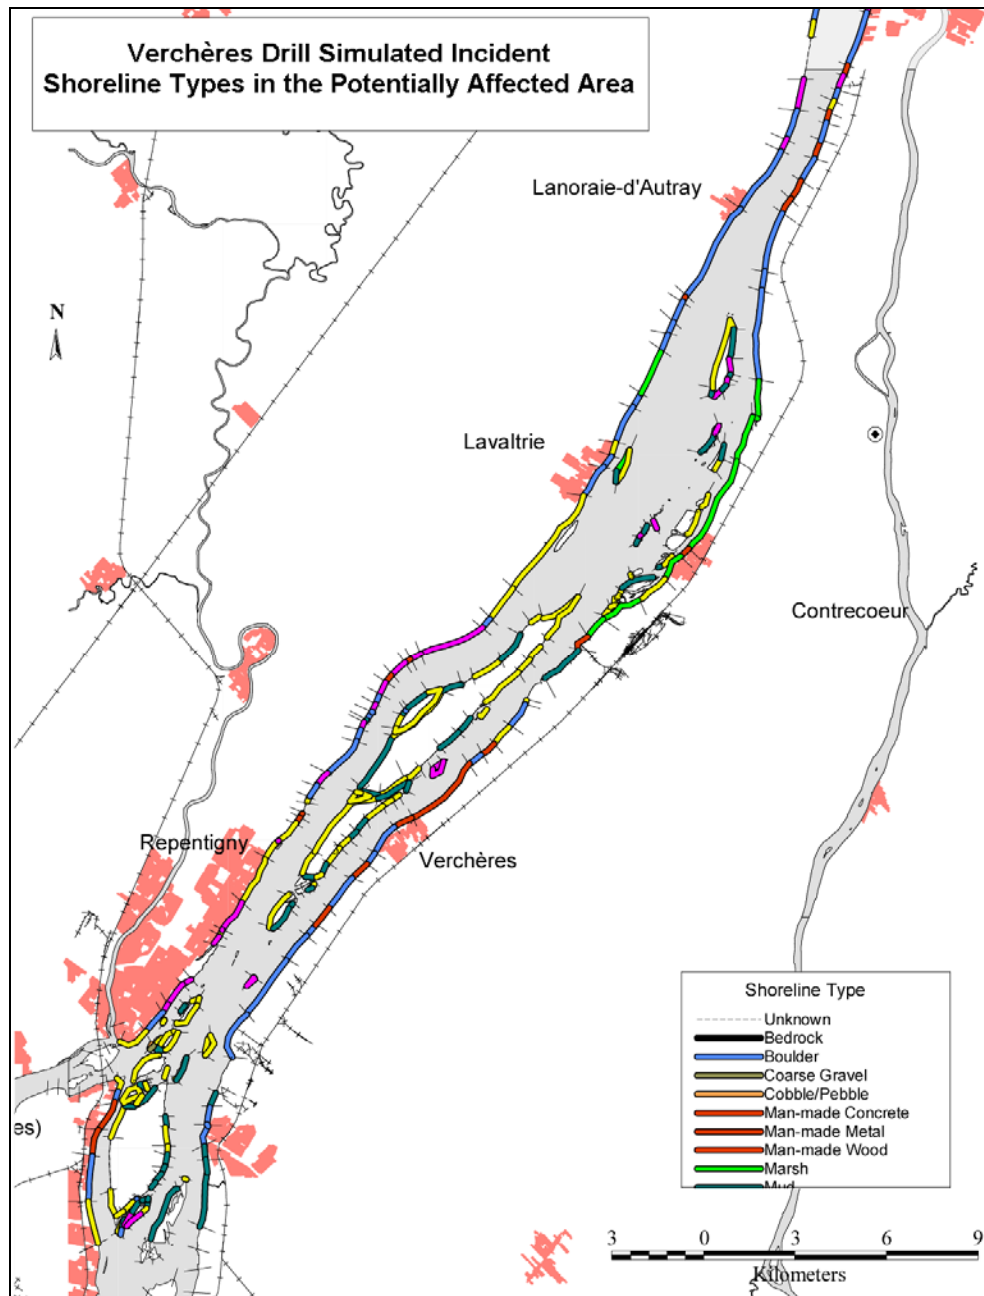 Verchères Drill Simulated Incident
Shoreline Types in the Potentially Affected Area
Lanoraie-d'Autray
N
Lavaltrie
Contrecoeur
Repentigny
Verchères
es)
Shoreline Type
Unknown
Bedrock
Boulder
Coarse Gravel
Cobble/Pebble
Man-made Concrete
Man-made Metal
Man-made Wood
Marsh
Mud
3 0 3 6 9
Kilometers